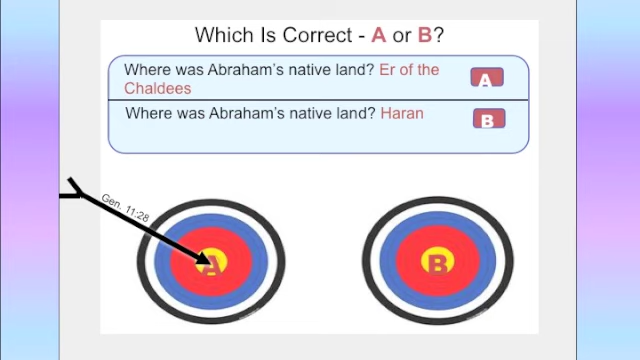 Which Is Correct - A or B?
Where was Abraham's native land? Er of the
Chaldees
A
Where was Abraham's native land? Haran
B
Gen. 11:28
A
B